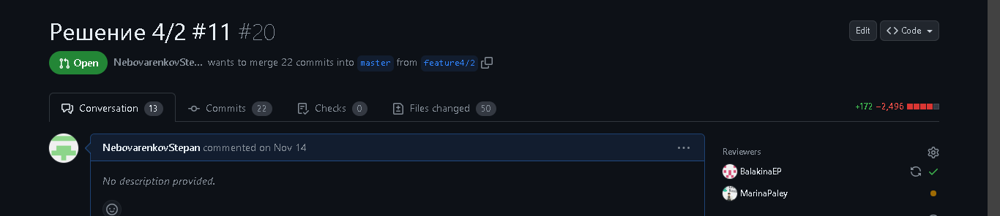 Решение 4/2 #11 #20
Edit
Code
Open
NebovarenkovSte... wants to merge 22 commits into master from feature4/2
Conversation 13
Commits 22
Checks 0
Files changed 50
+172 −2,496
NebovarenkovStepan commented on Nov 14
No description provided.
Reviewers
BalakinaEP
MarinaPaley